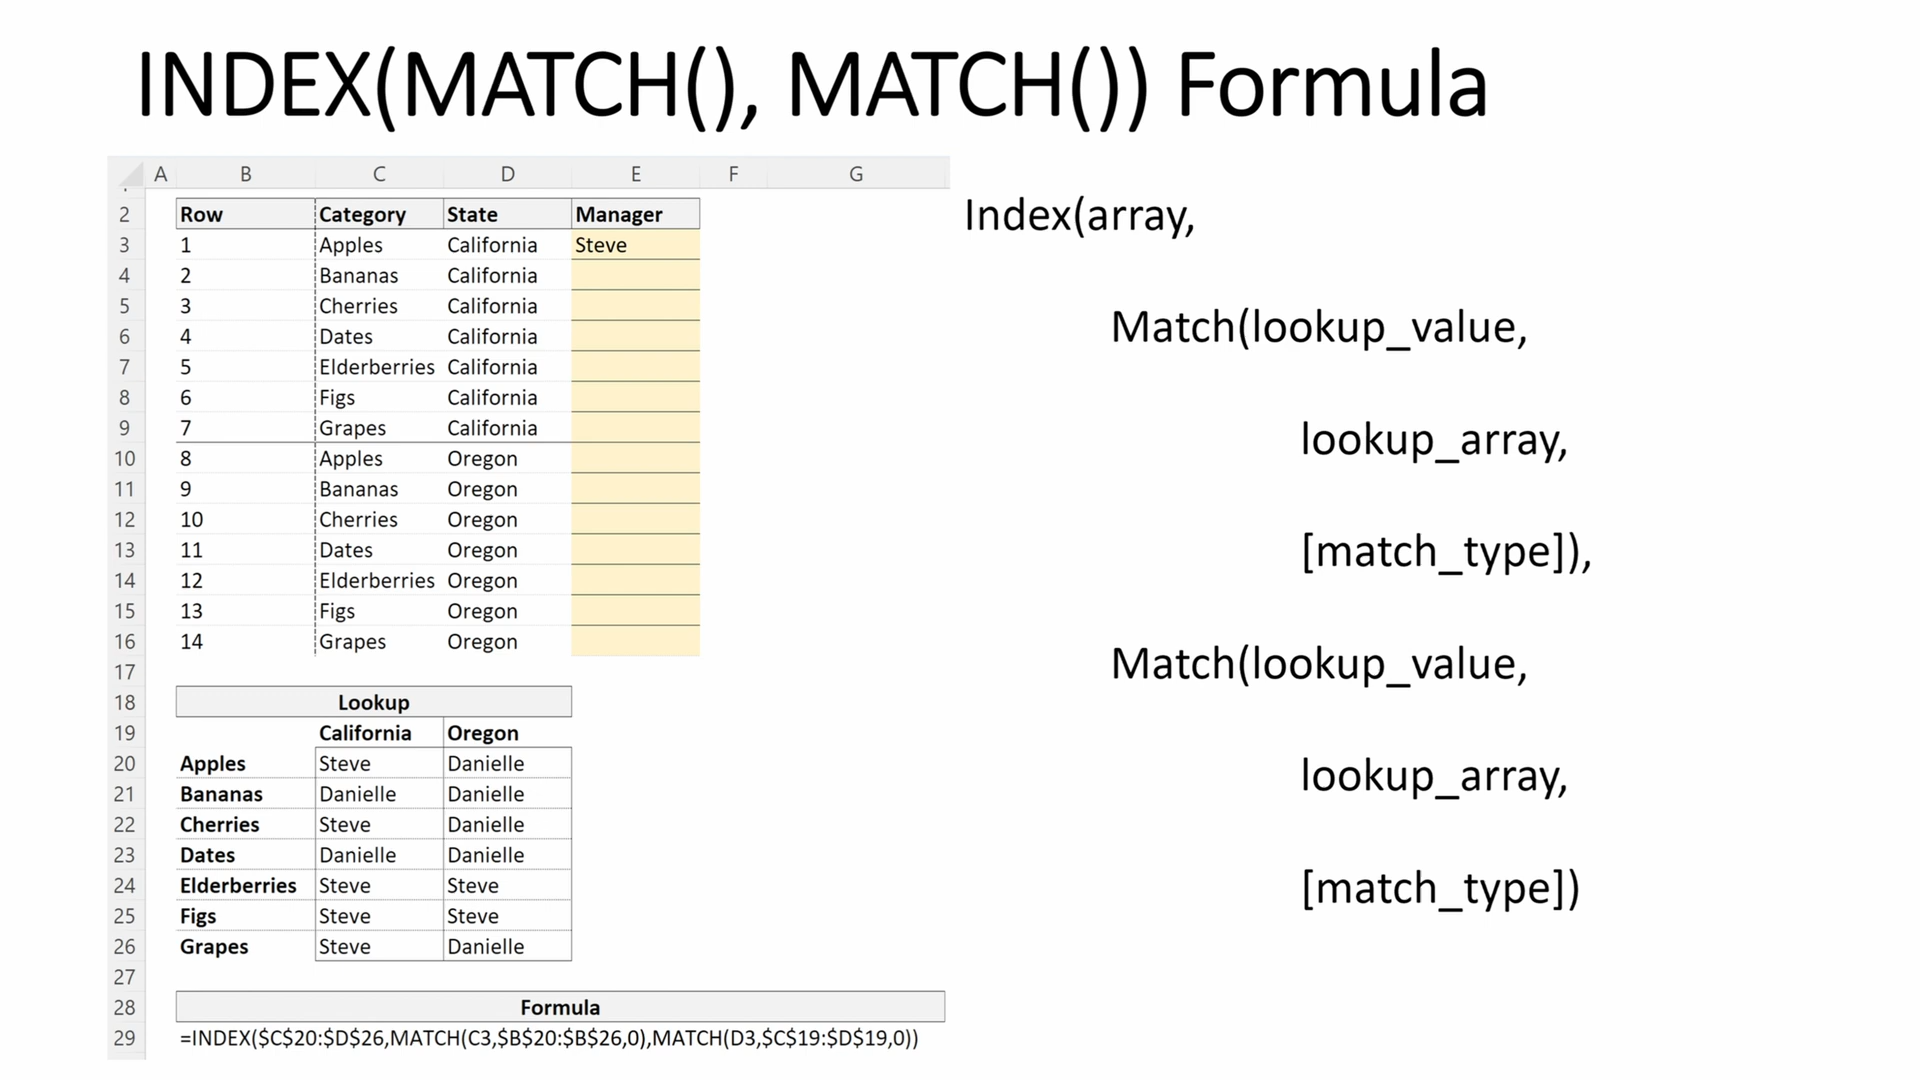 INDEX(MATCH(), MATCH()) Formula
A B C D E F G
2 Row Category State Manager
3 1 Apples California Steve
4 2 Bananas California
5 3 Cherries California
6 4 Dates California
7 5 Elderberries California
8 6 Figs California
9 7 Grapes California
10 8 Apples Oregon
11 9 Bananas Oregon
12 10 Cherries Oregon
13 11 Dates Oregon
14 12 Elderberries Oregon
15 13 Figs Oregon
16 14 Grapes Oregon
17
18 Lookup
19 California Oregon
20 Apples Steve Danielle
21 Bananas Danielle Danielle
22 Cherries Steve Danielle
23 Dates Danielle Danielle
24 Elderberries Steve Steve
25 Figs Steve Steve
26 Grapes Steve Danielle
27
28 Formula
29 =INDEX($C$20:$D$26,MATCH(C3,$B$20:$B$26,0),MATCH(D3,$C$19:$D$19,0))
Index(array,
Match(lookup_value,
lookup_array,
[match_type]),
Match(lookup_value,
lookup_array,
[match_type])